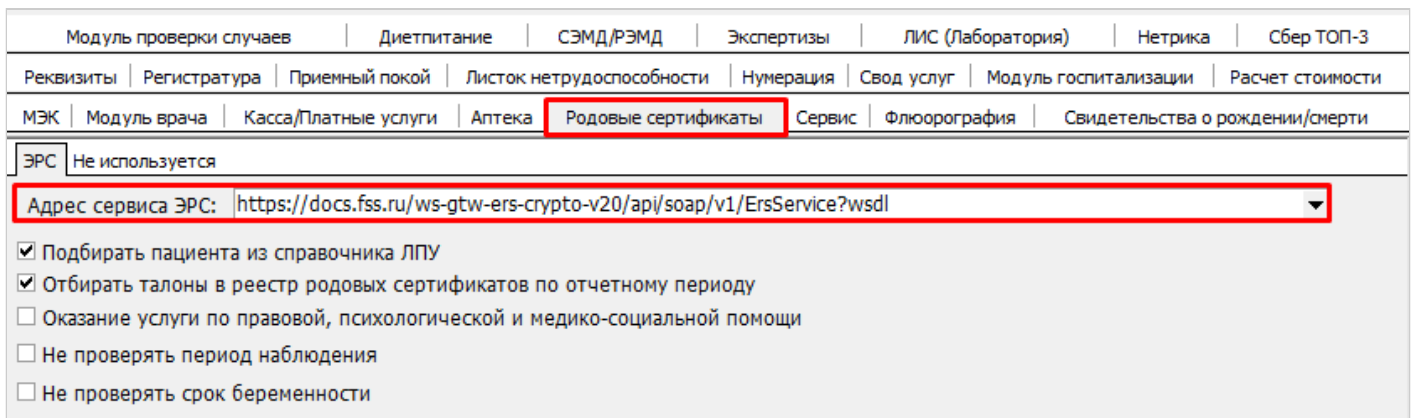 Модуль проверки случаев Диетпитание СЭМД/РЭМД Экспертизы ЛИС (Лаборатория) Нетрика Сбер ТОП-3
Реквизиты Регистратура Приемный покой Листок нетрудоспособности Нумерация Свод услуг Модуль госпитализации Расчет стоимости
МЭК Модуль врача Касса/Платные услуги Аптека Родовые сертификаты Сервис Флюорография Свидетельства о рождении/смерти
ЭРС Не используется
Адрес сервиса ЭРС: https://docs.fss.ru/ws-gtw-ers-crypto-v20/api/soap/v1/ErsService?wsdl
Подбирать пациента из справочника ЛПУ
Отбирать талоны в реестр родовых сертификатов по отчетному периоду
Оказание услуги по правовой, психологической и медико-социальной помощи
Не проверять период наблюдения
Не проверять срок беременности